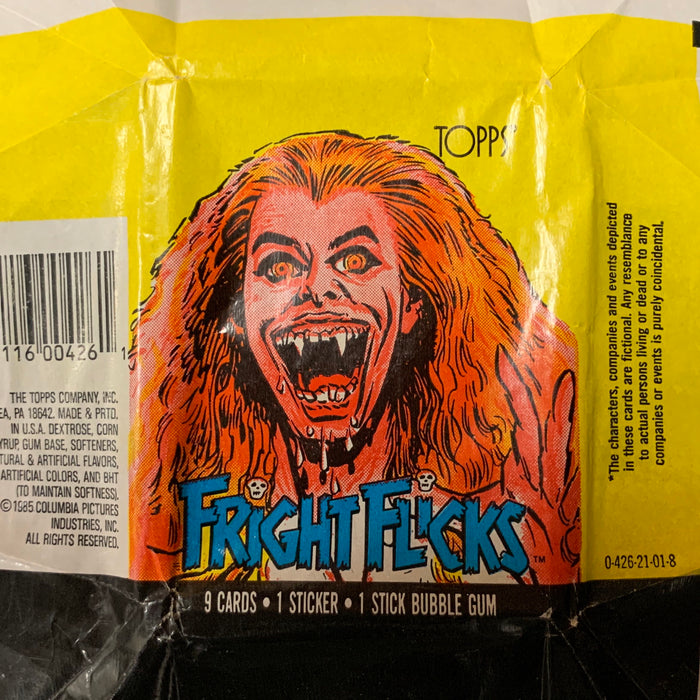 TOPPS
116 00426 1
THE TOPPS COMPANY, INC.
EA, PA 18642. MADE & PRTD.
IN U.S.A. DEXTROSE, CORN
YRUP, GUM BASE, SOFTENERS,
TURAL & ARTIFICIAL FLAVORS,
ARTIFICIAL COLORS, AND BHT
(TO MAINTAIN SOFTNESS).
© 1985 COLUMBIA PICTURES
INDUSTRIES, INC.
ALL RIGHTS RESERVED.
FRIGHT FLICKS™
9 CARDS • 1 STICKER • 1 STICK BUBBLE GUM
*The characters, companies and events depicted
in these cards are fictional. Any resemblance
to actual persons living or dead or to any
companies or events is purely coincidental.
0-426-21-01-8